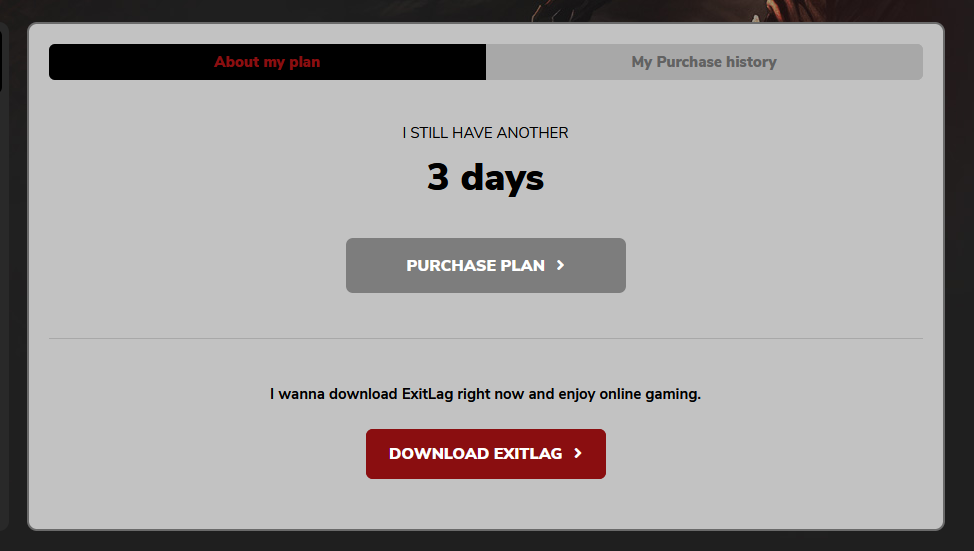 About my plan
My Purchase history
I STILL HAVE ANOTHER
3 days
PURCHASE PLAN
I wanna download ExitLag right now and enjoy online gaming.
DOWNLOAD EXITLAG